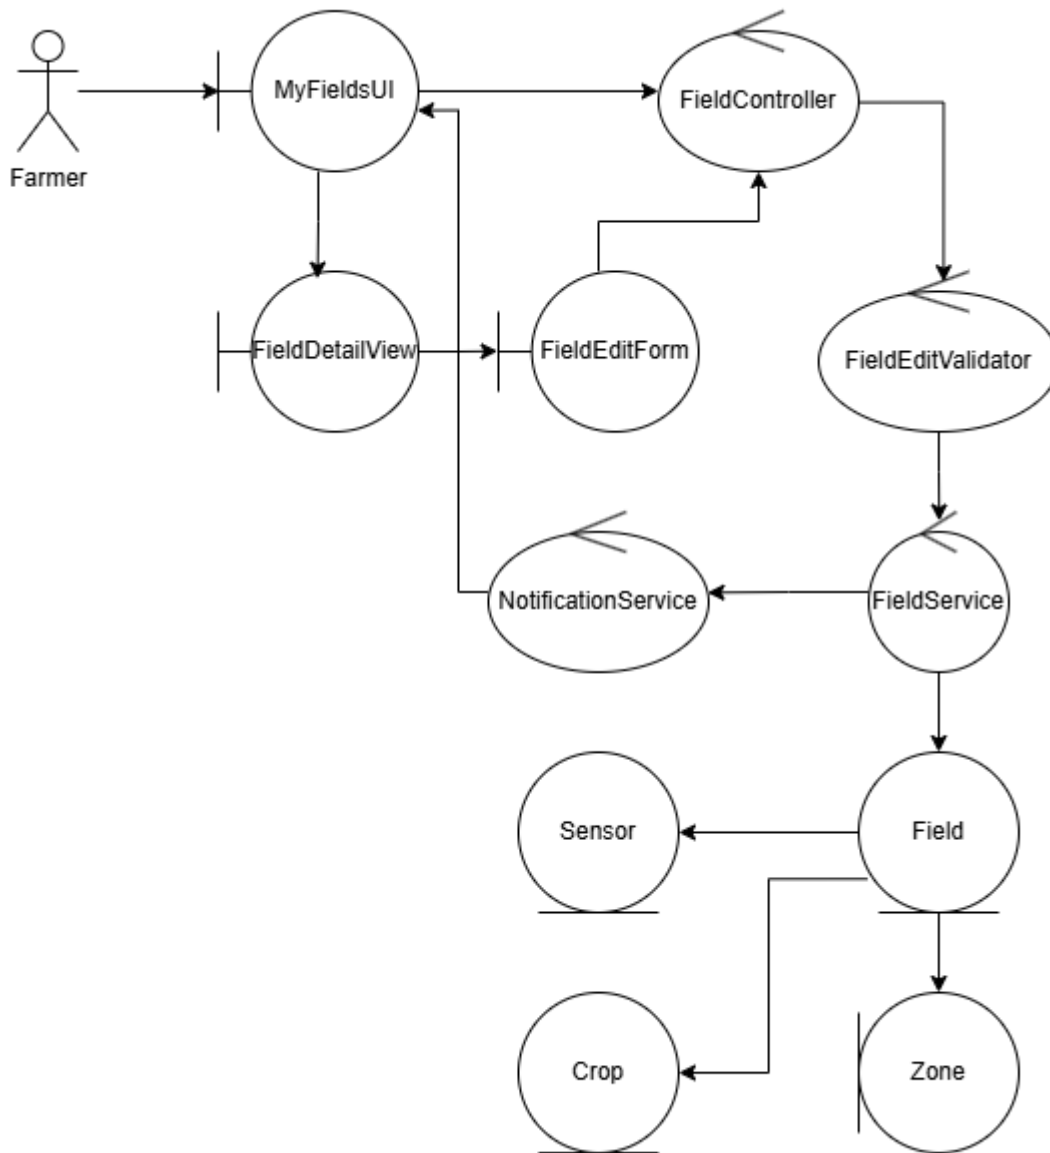 MyFieldsUI
FieldController
Farmer
FieldDetailView
FieldEditForm
FieldEditValidator
NotificationService
FieldService
Sensor
Field
Crop
Zone